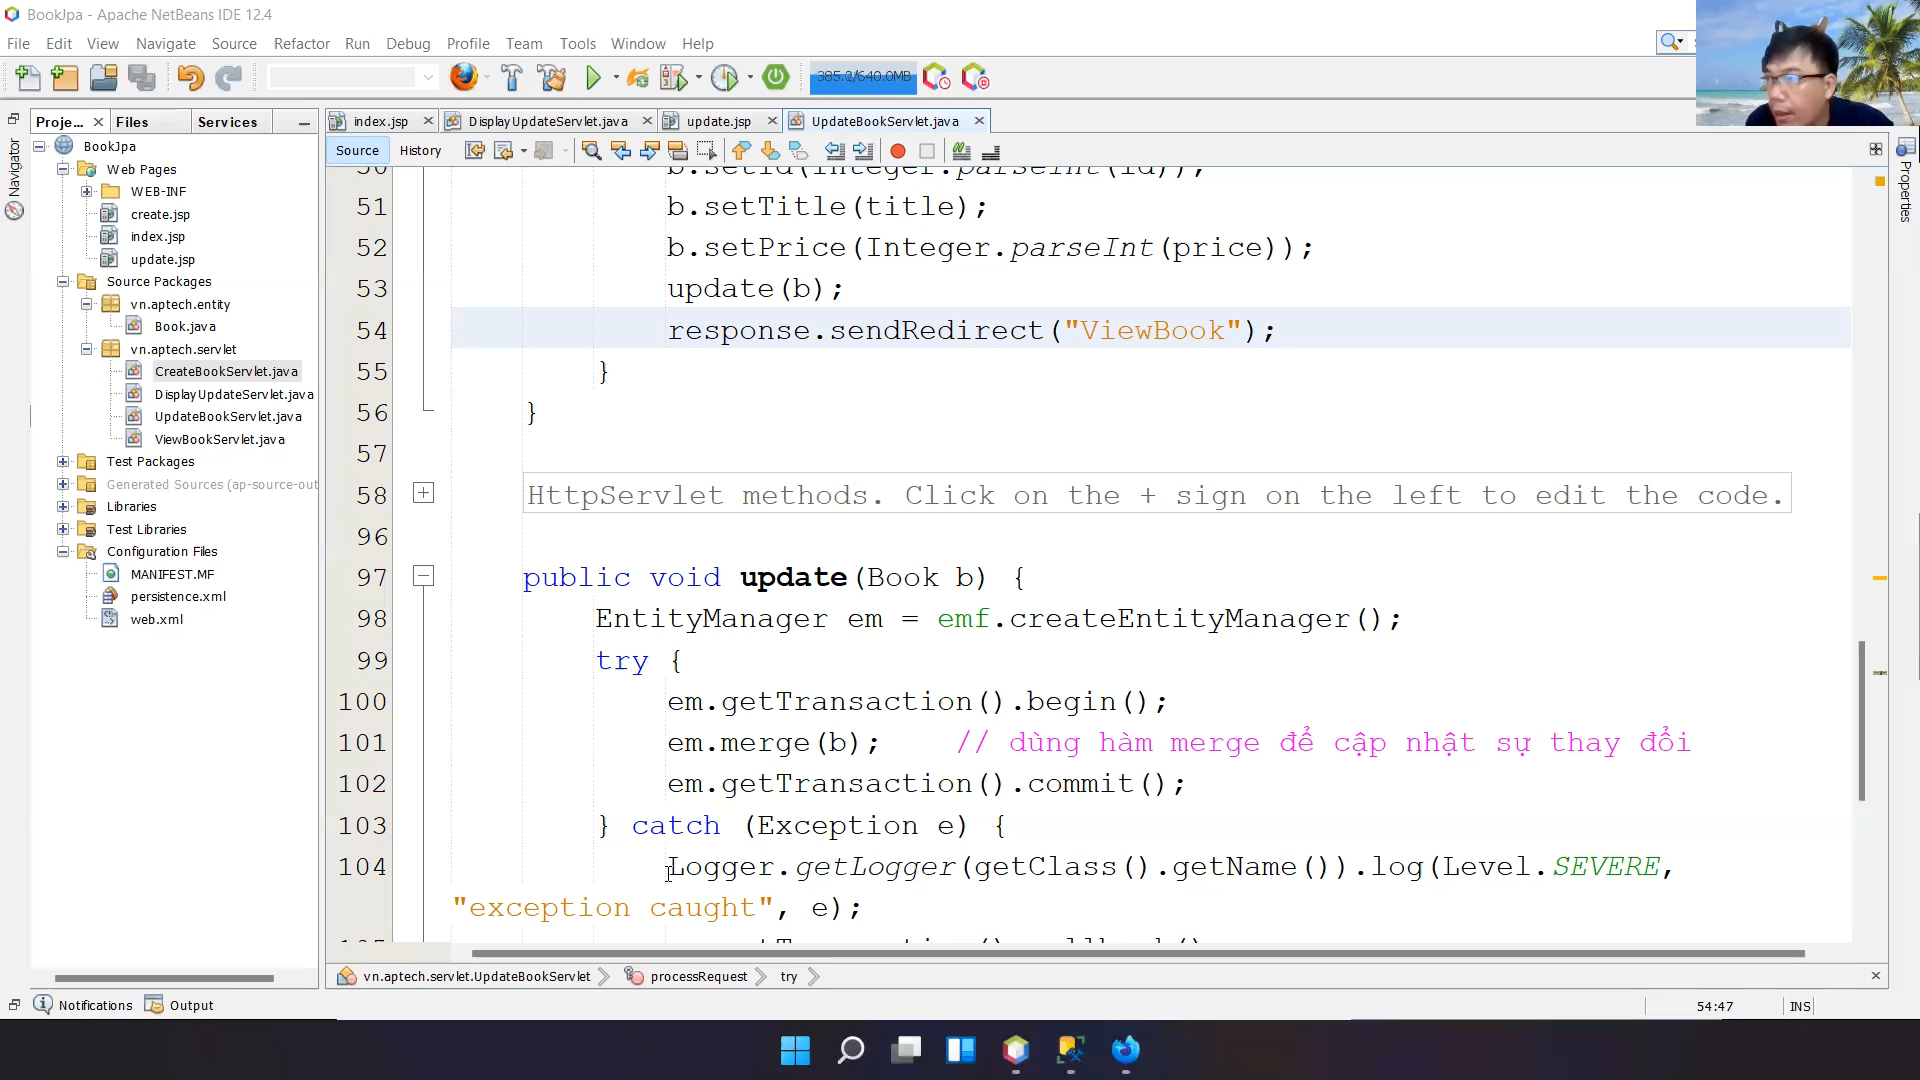 BookJpa - Apache NetBeans IDE 12.4
File Edit View Navigate Source Refactor Run Debug Profile Team Tools Window Help
385.2/640.0MB
Proje... Files Services
index.jsp DisplayUpdateServlet.java update.jsp UpdateBookServlet.java
Source History
Navigator
Properties
BookJpa
Web Pages
WEB-INF
create.jsp
index.jsp
update.jsp
Source Packages
vn.aptech.entity
Book.java
vn.aptech.servlet
CreateBookServlet.java
DisplayUpdateServlet.java
UpdateBookServlet.java
ViewBookServlet.java
Test Packages
Generated Sources (ap-source-out
Libraries
Test Libraries
Configuration Files
MANIFEST.MF
persistence.xml
web.xml
50 b.setId(Integer.parseInt(id));
51 b.setTitle(title);
52 b.setPrice(Integer.parseInt(price));
53 update(b);
54 response.sendRedirect("ViewBook");
55 }
56 }
57
58 HttpServlet methods. Click on the + sign on the left to edit the code.
96
97 public void update(Book b) {
98 EntityManager em = emf.createEntityManager();
99 try {
100 em.getTransaction().begin();
101 em.merge(b); // dùng hàm merge để cập nhật sự thay đổi
102 em.getTransaction().commit();
103 } catch (Exception e) {
104 Logger.getLogger(getClass().getName()).log(Level.SEVERE,
"exception caught", e);
vn.aptech.servlet.UpdateBookServlet processRequest try
Notifications Output
54:47 INS